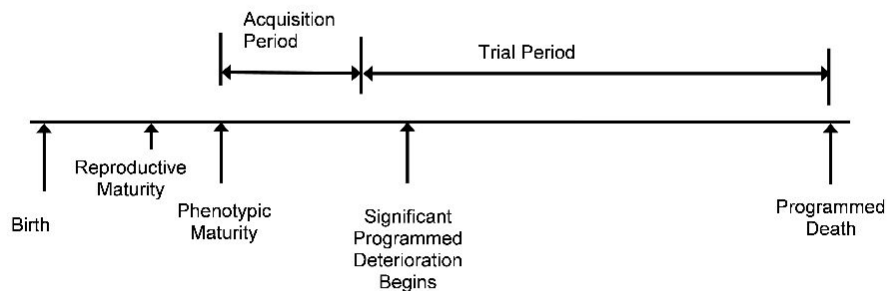 Acquisition
Period
Trial Period
Reproductive
Maturity
Birth
Phenotypic
Maturity
Significant
Programmed
Deterioration
Begins
Programmed
Death